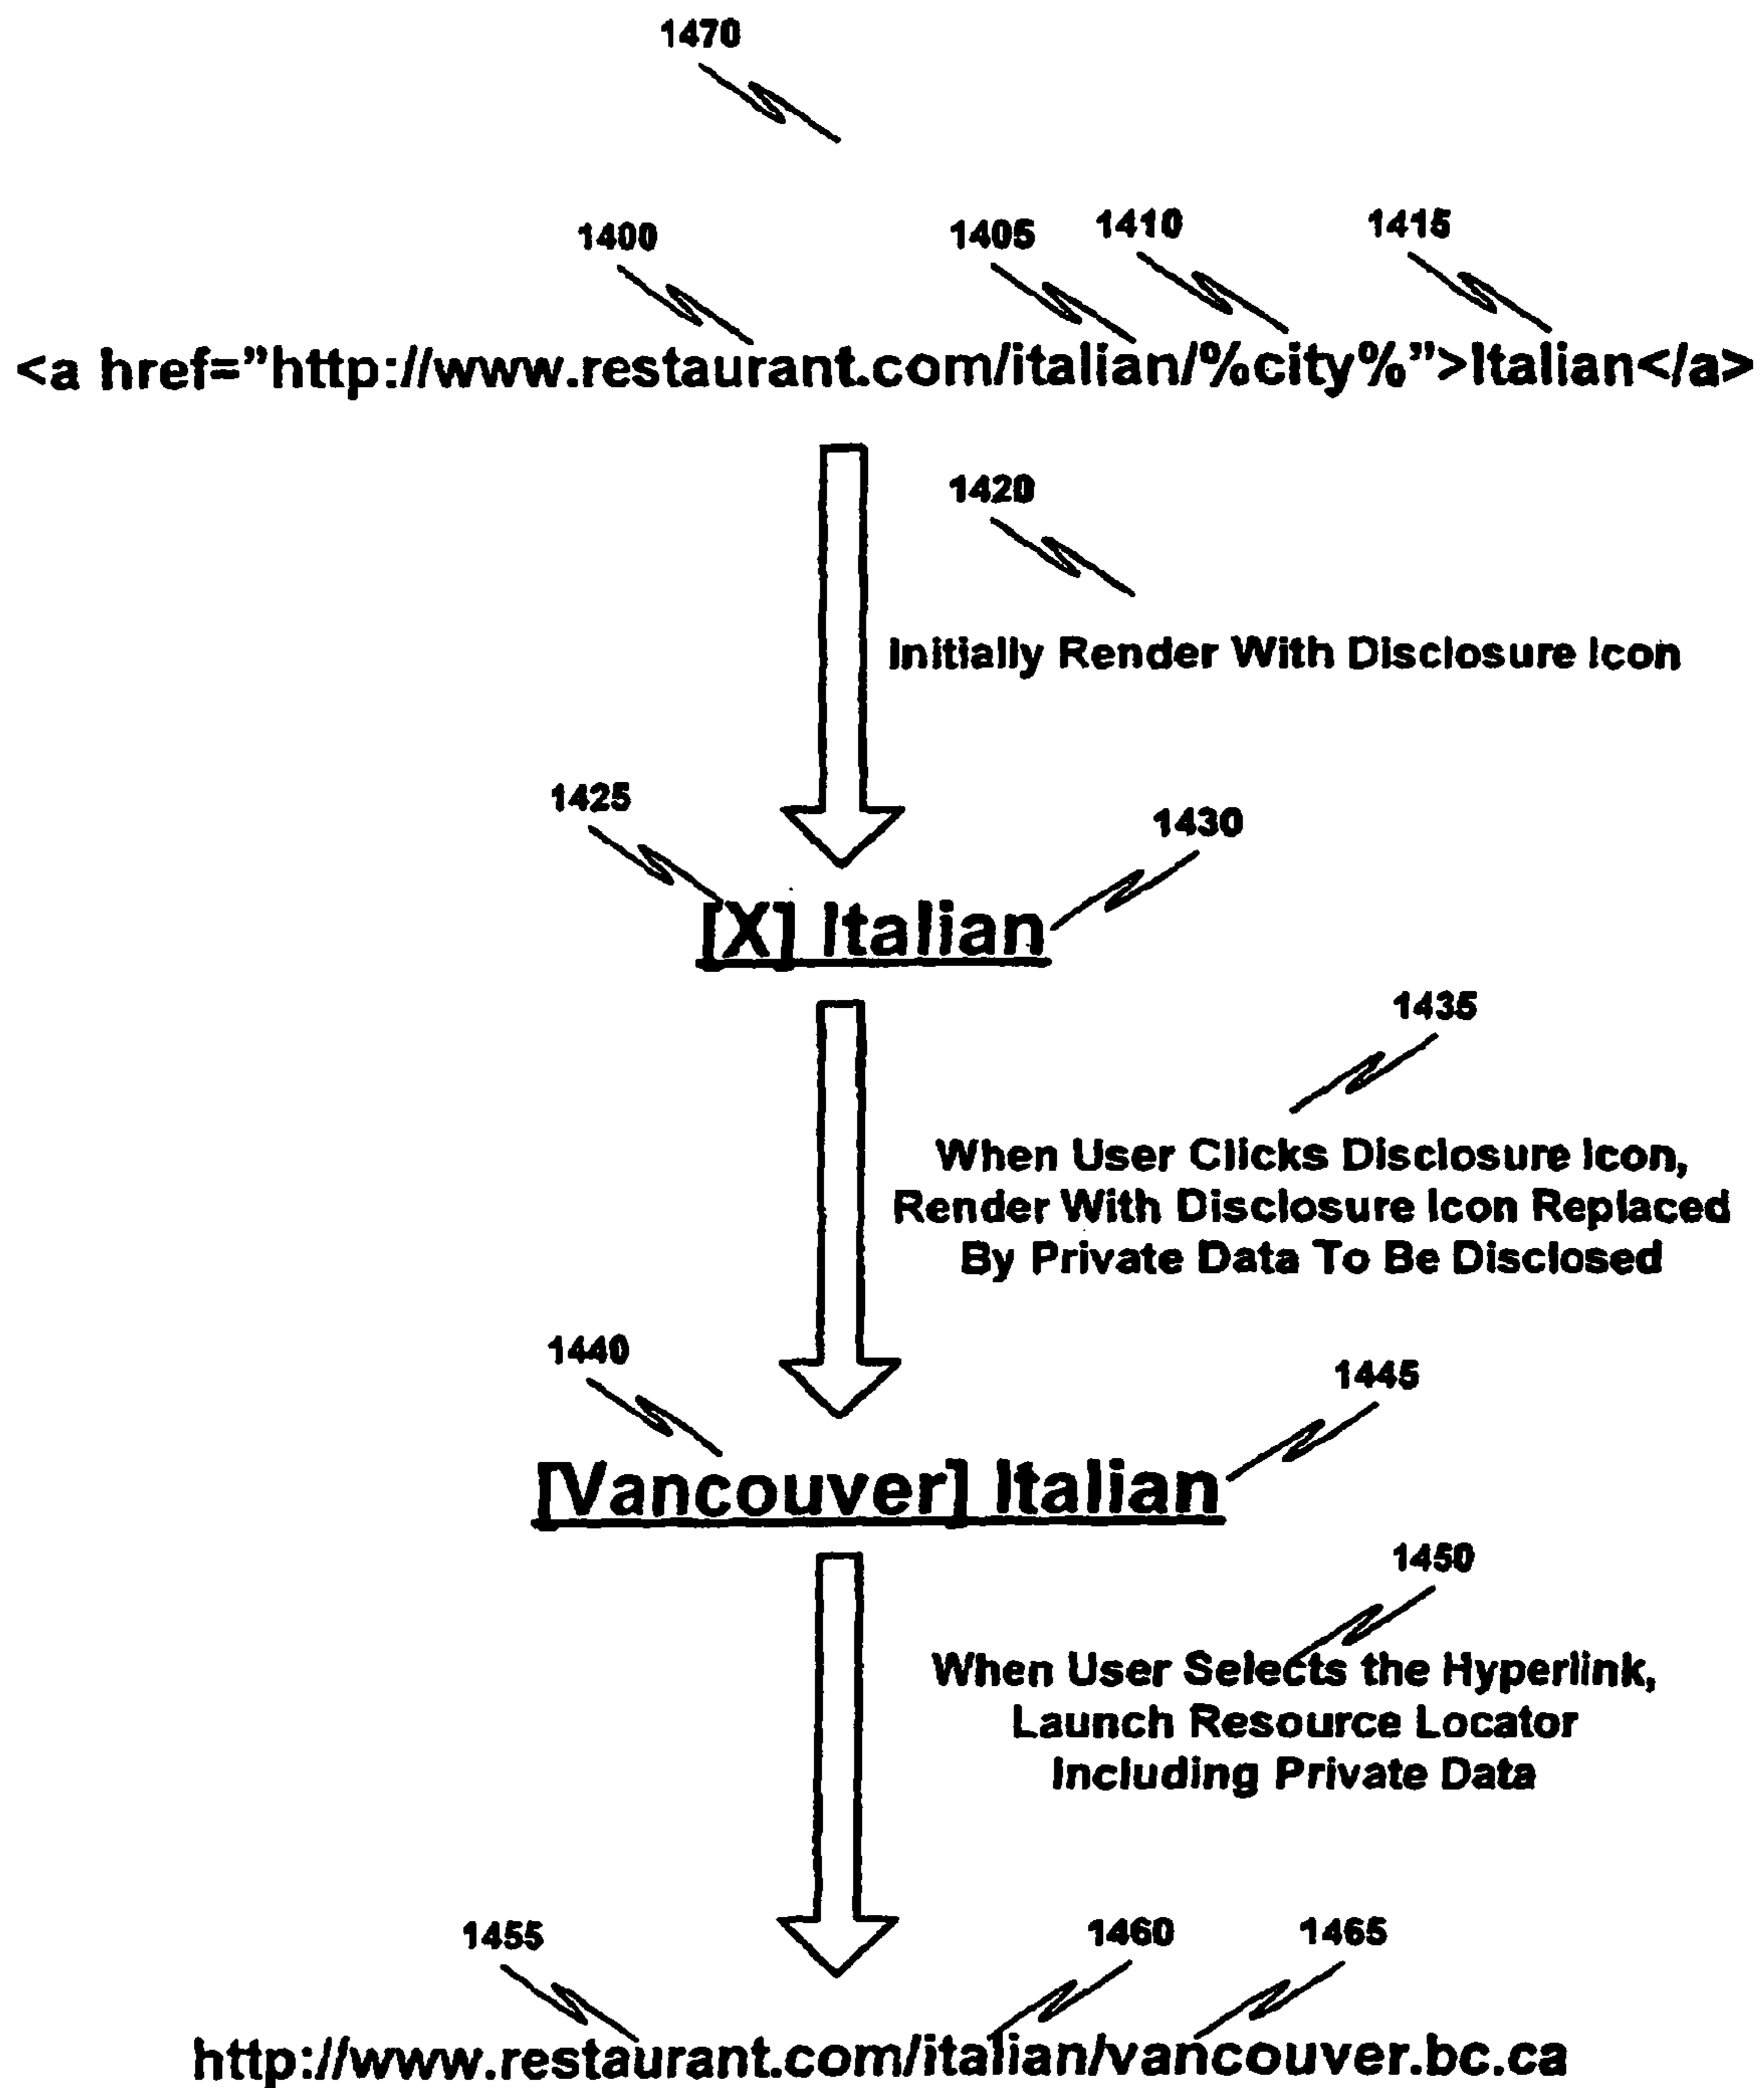 1470
1400 1405 1410 1415
<a href="http://www.restaurant.com/italian/%city%”>Italian</a>
1420
Initially Render With Disclosure Icon
1425 1430
[X] Italian
1435
When User Clicks Disclosure Icon,
Render With Disclosure Icon Replaced
By Private Data To Be Disclosed
1440 1445
[Vancouver] Italian
1450
When User Selects the Hyperlink,
Launch Resource Locator
Including Private Data
1455 1460 1465
http://www.restaurant.com/italian/vancouver.bc.ca